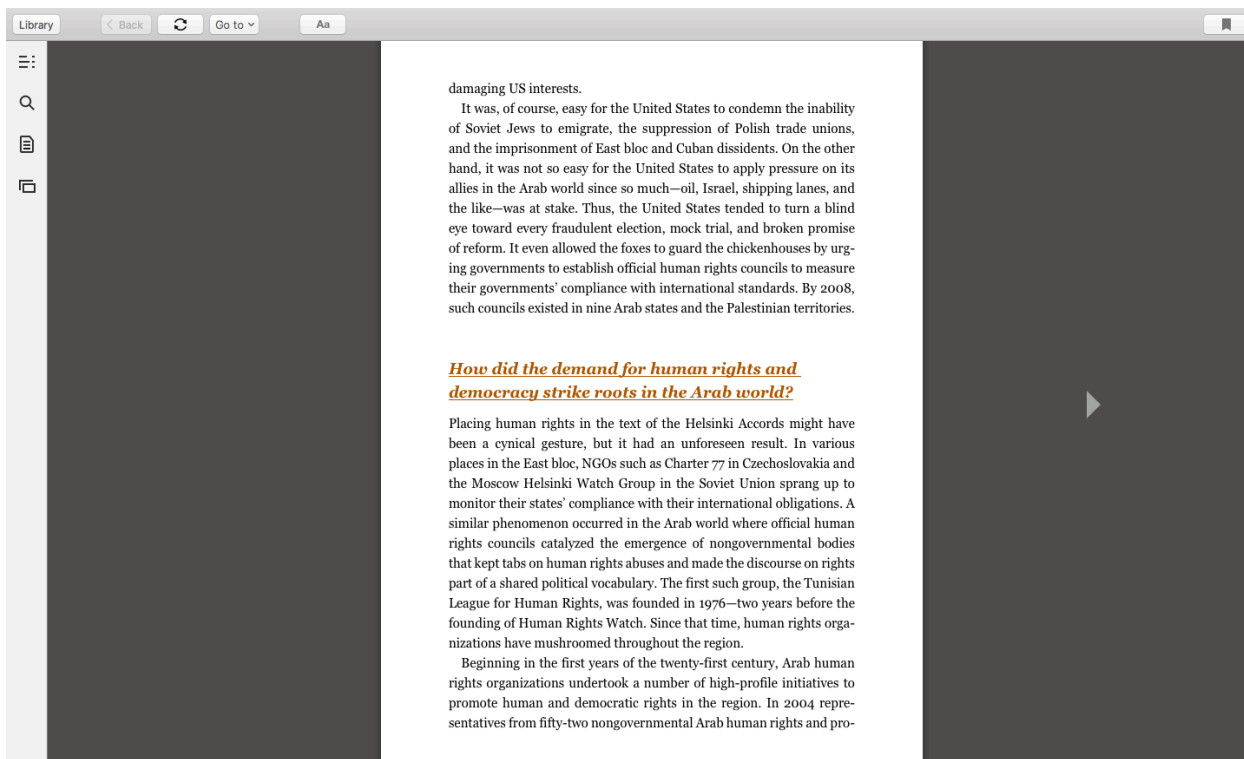 Library
Back
Go to
Aa
damaging US interests.
It was, of course, easy for the United States to condemn the inability
of Soviet Jews to emigrate, the suppression of Polish trade unions,
and the imprisonment of East bloc and Cuban dissidents. On the other
hand, it was not so easy for the United States to apply pressure on its
allies in the Arab world since so much—oil, Israel, shipping lanes, and
the like—was at stake. Thus, the United States tended to turn a blind
eye toward every fraudulent election, mock trial, and broken promise
of reform. It even allowed the foxes to guard the chickenhouses by urg-
ing governments to establish official human rights councils to measure
their governments’ compliance with international standards. By 2008,
such councils existed in nine Arab states and the Palestinian territories.
How did the demand for human rights and
democracy strike roots in the Arab world?
Placing human rights in the text of the Helsinki Accords might have
been a cynical gesture, but it had an unforeseen result. In various
places in the East bloc, NGOs such as Charter 77 in Czechoslovakia and
the Moscow Helsinki Watch Group in the Soviet Union sprang up to
monitor their states’ compliance with their international obligations. A
similar phenomenon occurred in the Arab world where official human
rights councils catalyzed the emergence of nongovernmental bodies
that kept tabs on human rights abuses and made the discourse on rights
part of a shared political vocabulary. The first such group, the Tunisian
League for Human Rights, was founded in 1976—two years before the
founding of Human Rights Watch. Since that time, human rights orga-
nizations have mushroomed throughout the region.
Beginning in the first years of the twenty-first century, Arab human
rights organizations undertook a number of high-profile initiatives to
promote human and democratic rights in the region. In 2004 repre-
sentatives from fifty-two nongovernmental Arab human rights and pro-